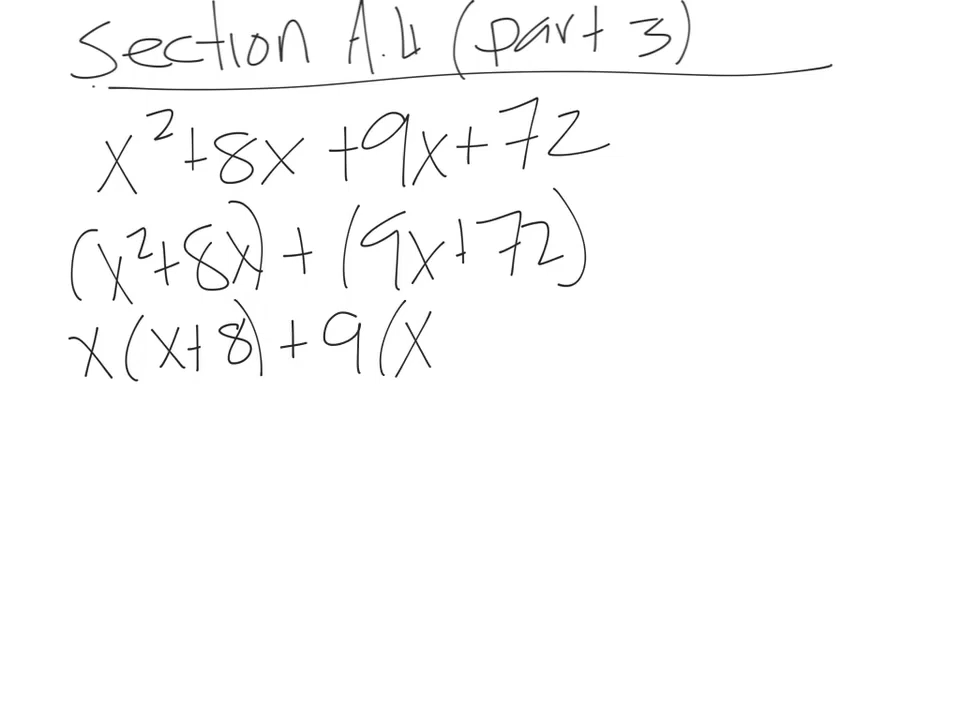 Section A.4 (part 3)
x²+8x+9x+72
(x²+8x)+(9x+72)
x(x+8)+9(x